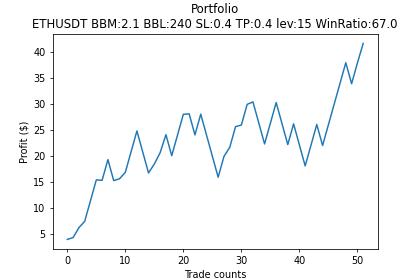 Portfolio
ETHUSDT BBM:2.1 BBL:240 SL:0.4 TP:0.4 lev:15 WinRatio:67.0
Profit ($)
40
35
30
25
20
15
10
5
0 10 20 30 40 50
Trade counts